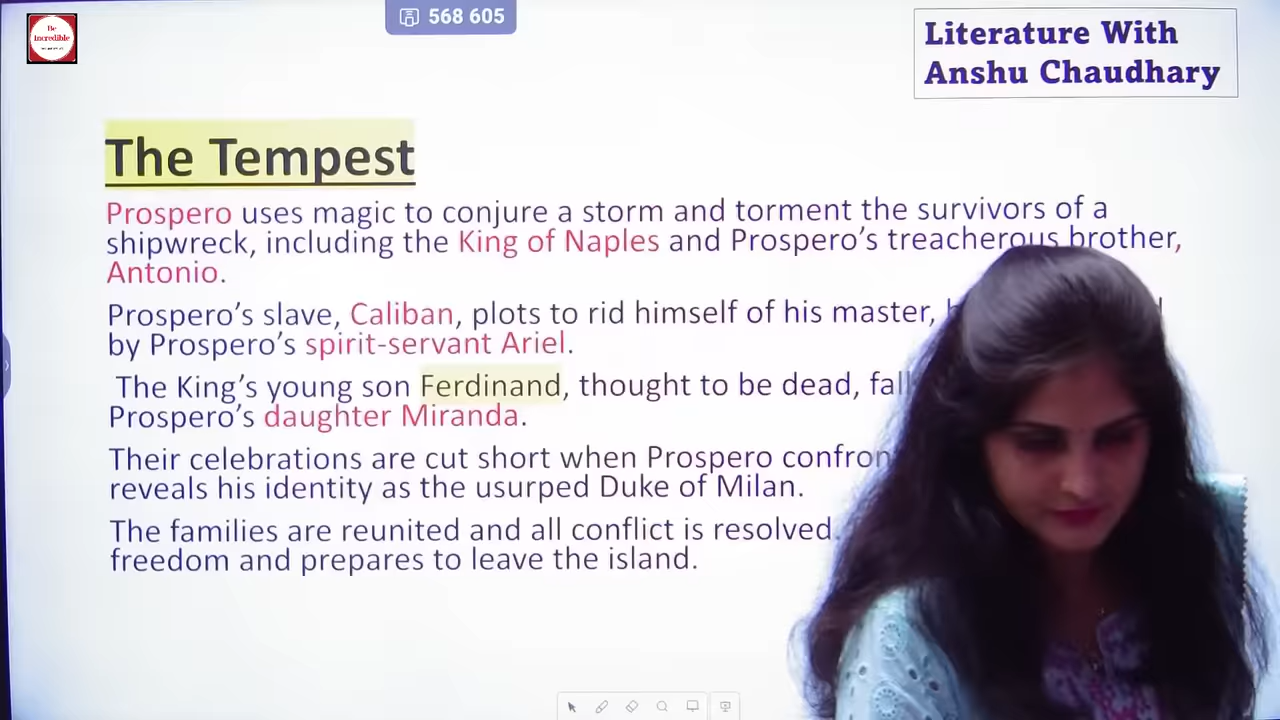 Be
Incredible
568 605
Literature With
Anshu Chaudhary
The Tempest
Prospero uses magic to conjure a storm and torment the survivors of a
shipwreck, including the King of Naples and Prospero's treacherous brother,
Antonio.
Prospero's slave, Caliban, plots to rid himself of his master,
by Prospero's spirit-servant Ariel.
The King's young son Ferdinand, thought to be dead,
Prospero's daughter Miranda.
Their celebrations are cut short when Prospero
reveals his identity as the usurped Duke of Milan.
The families are reunited and all conflict is resolved.
freedom and prepares to leave the island.